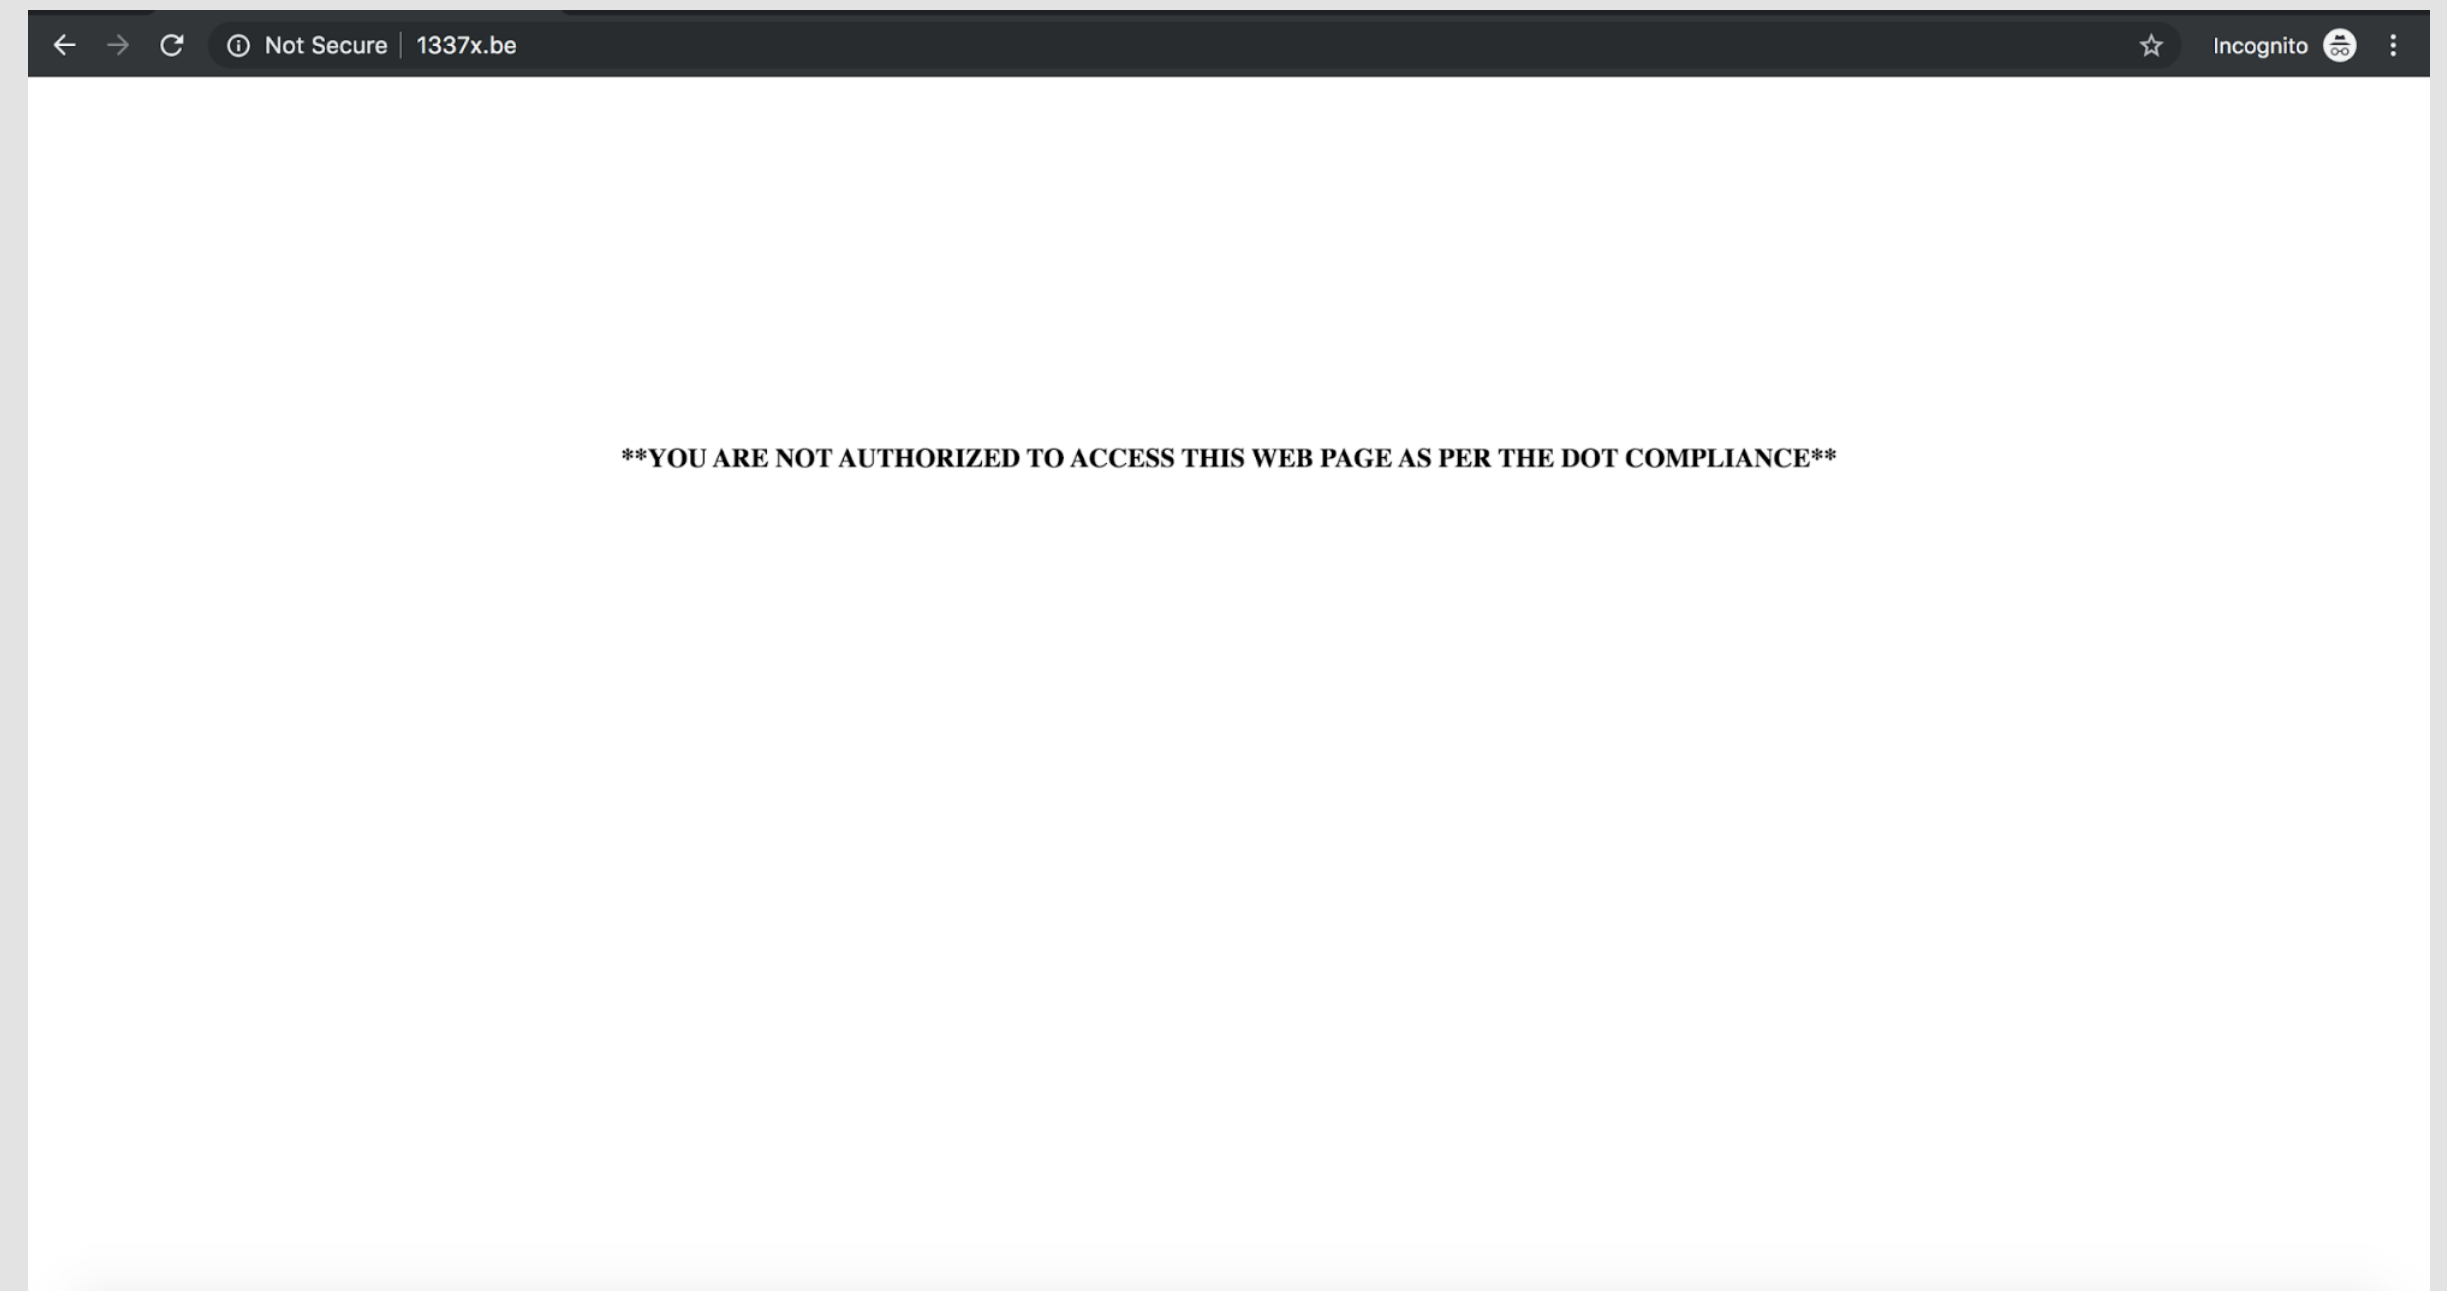 Not Secure | 1337x.be
Incognito
**YOU ARE NOT AUTHORIZED TO ACCESS THIS WEB PAGE AS PER THE DOT COMPLIANCE**